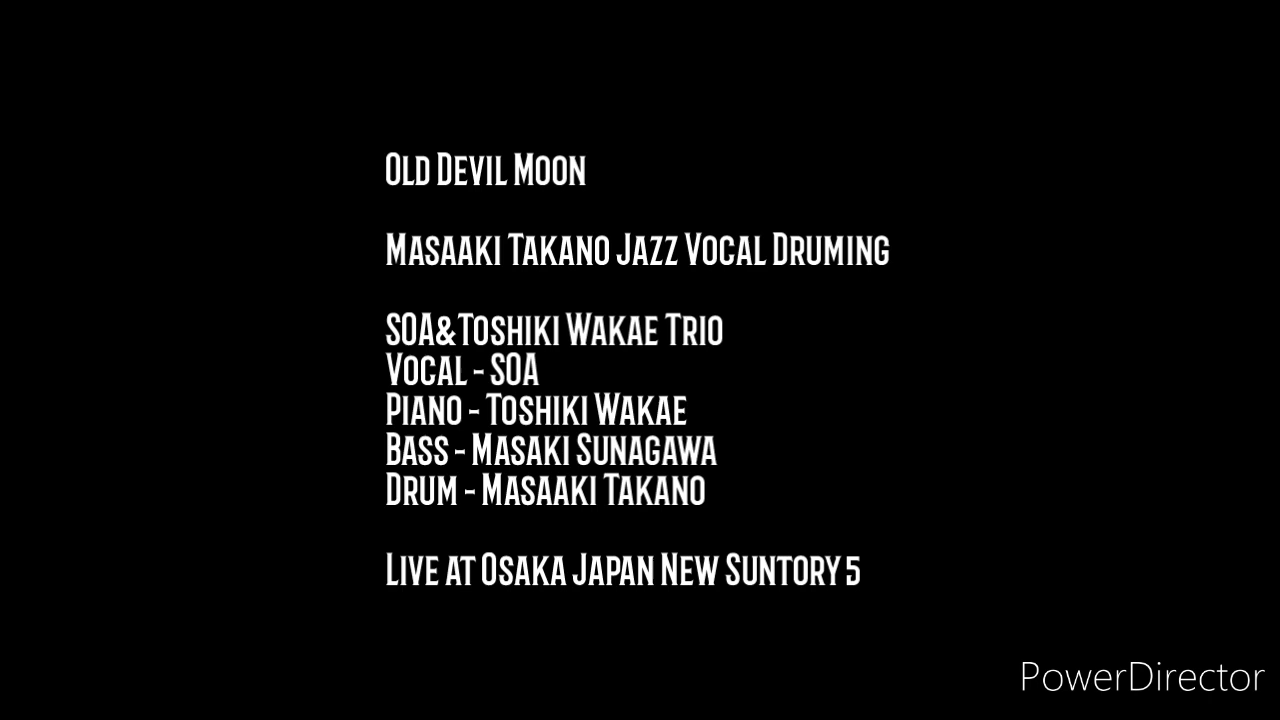 Old Devil Moon
Masaaki Takano Jazz Vocal Druming
SOA&Toshiki Wakae Trio
Vocal - SOA
Piano - Toshiki Wakae
Bass - Masaki Sunagawa
Drum - Masaaki Takano
Live at Osaka Japan New Suntory 5
PowerDirector